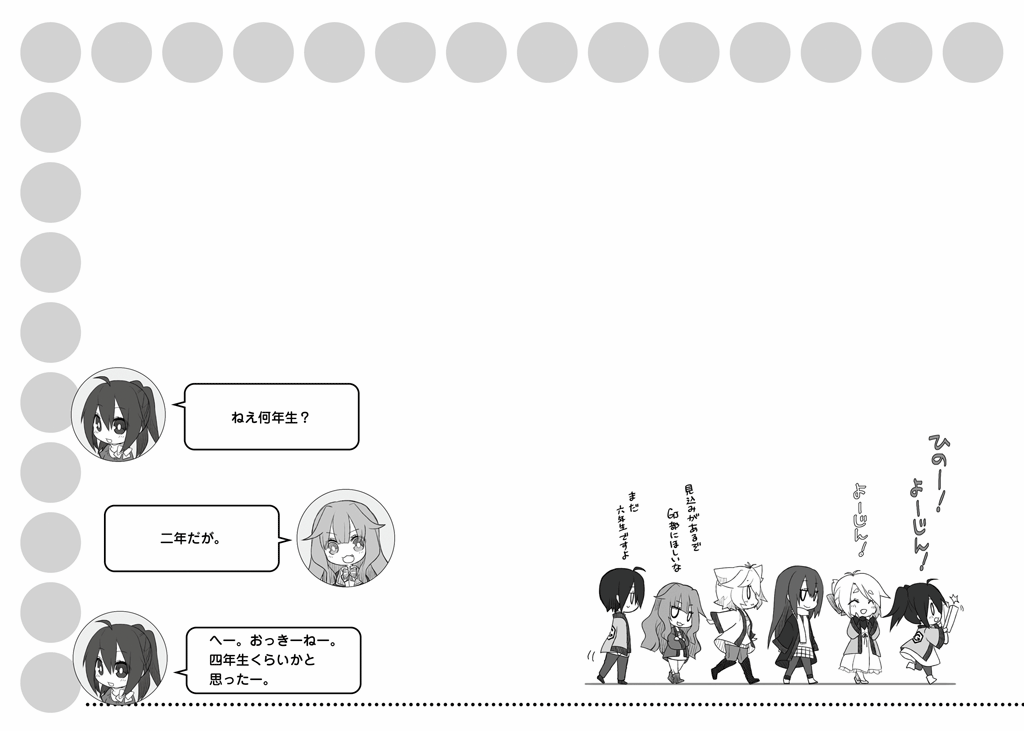 ねえ何年生？
二年だが。
へー。おっきーねー。
四年生くらいかと
思ったー。
ひのー！
よーじん！
よーじん！
見込みがあるで
GJ部にほしいな
まだ
六年生ですよ